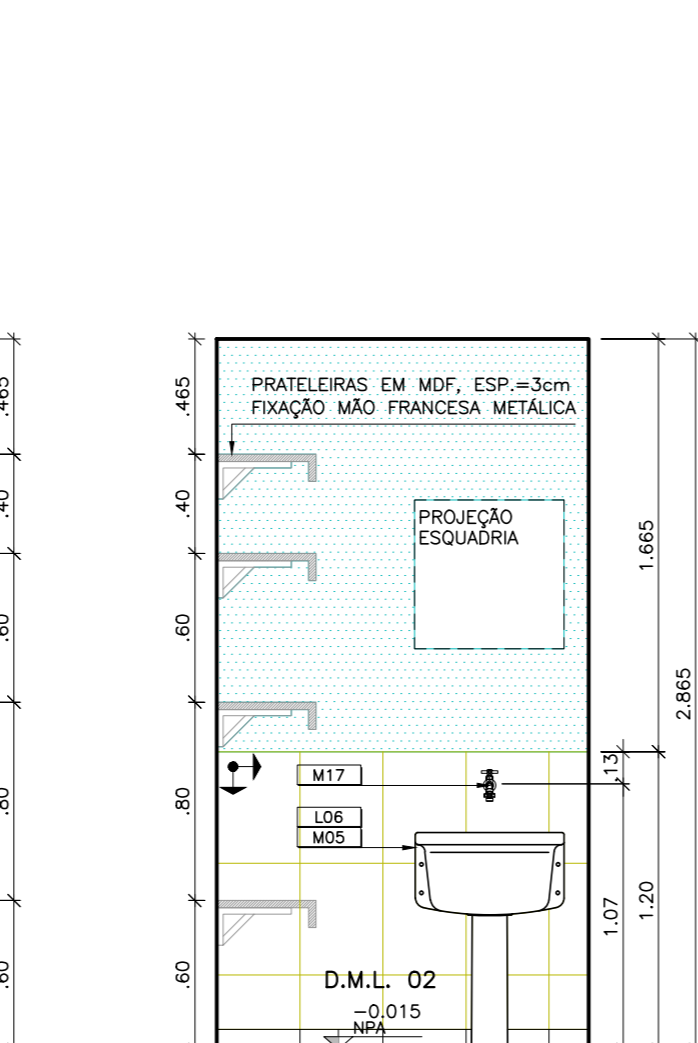 PRATELEIRAS EM MDF, ESP.=3cm
FIXAÇÃO MÃO FRANCESA METÁLICA
.465
.465
.40
.40
PROJEÇÃO
ESQUADRIA
1.665
.60
.60
2.865
.13
M17
.80
.80
L06
M05
1.07
1.20
.60
.60
D.M.L. 02
-0.015
NPA